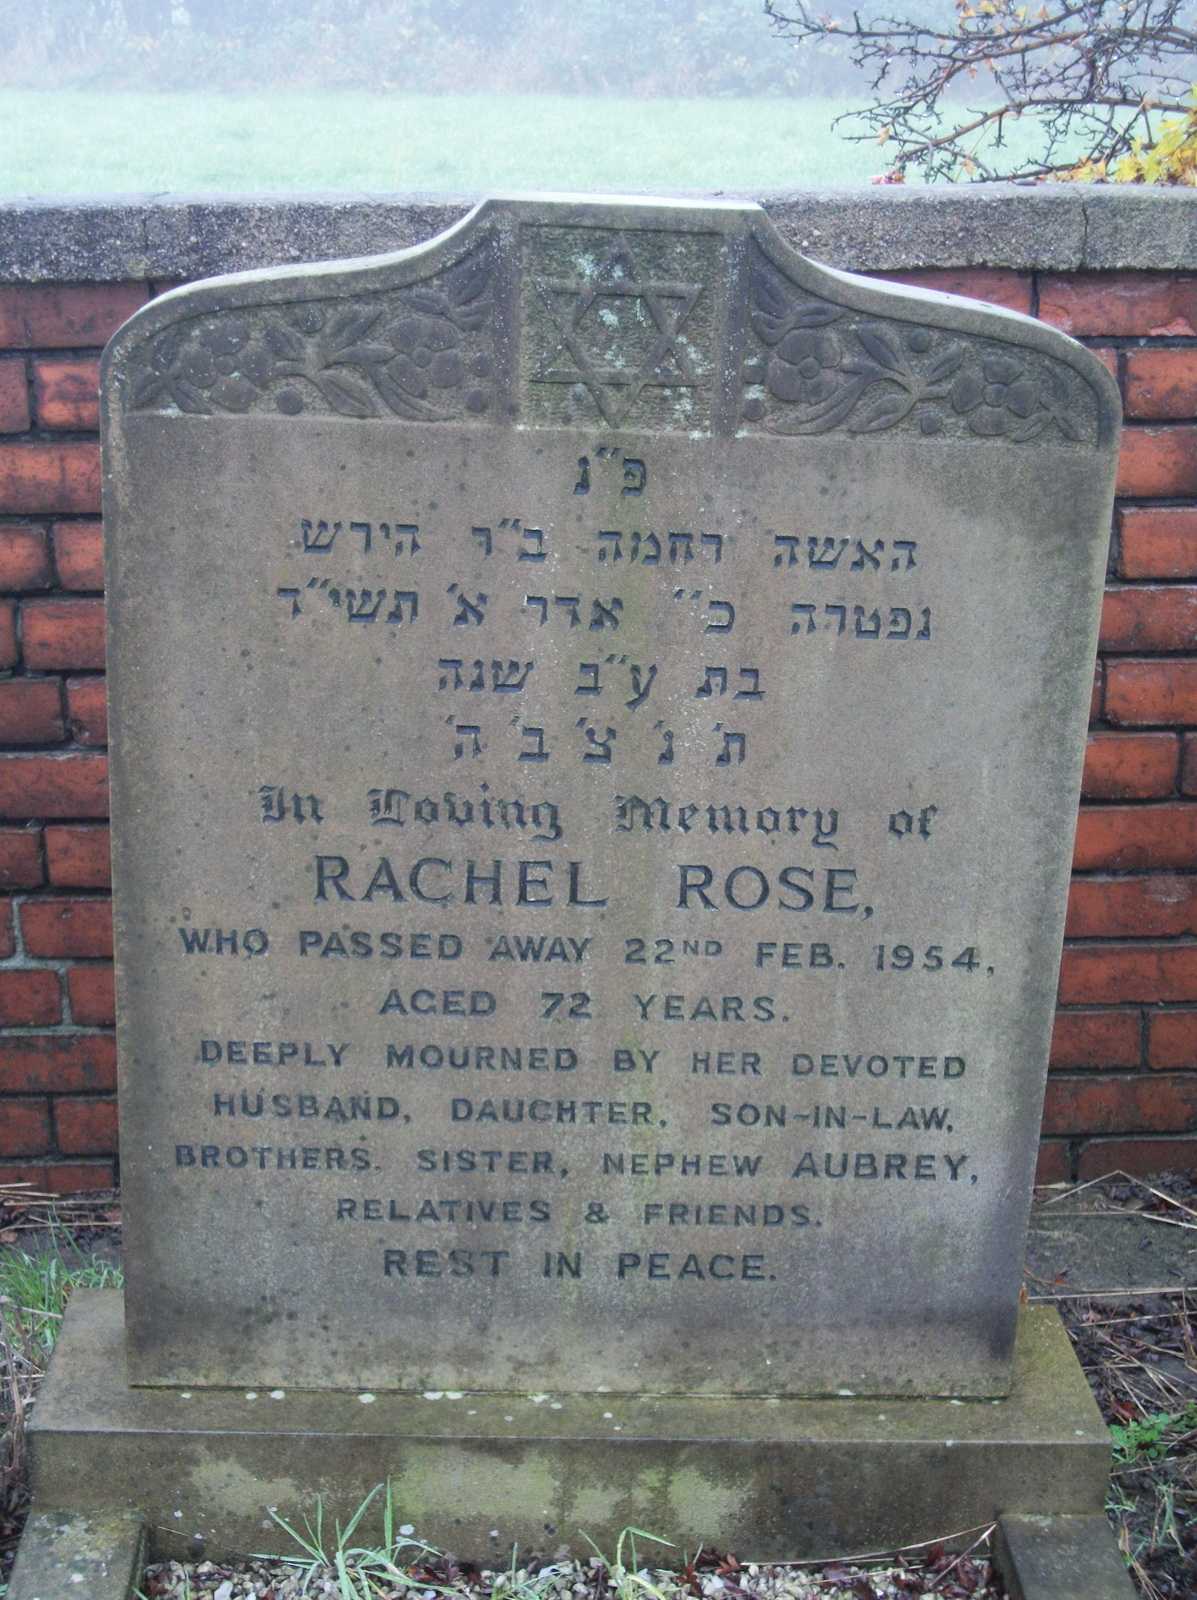 פ״נ
האשה רחמה ב״ר הירש
נפטרה כ״ אדר א׳ תשי״ד
בת ע״ב שנה
ת׳ נ׳ צ׳ ב׳ ה׳
In Loving Memory of
RACHEL ROSE,
WHO PASSED AWAY 22ND FEB. 1954,
AGED 72 YEARS.
DEEPLY MOURNED BY HER DEVOTED
HUSBAND, DAUGHTER, SON-IN-LAW,
BROTHERS. SISTER, NEPHEW AUBREY,
RELATIVES & FRIENDS.
REST IN PEACE.